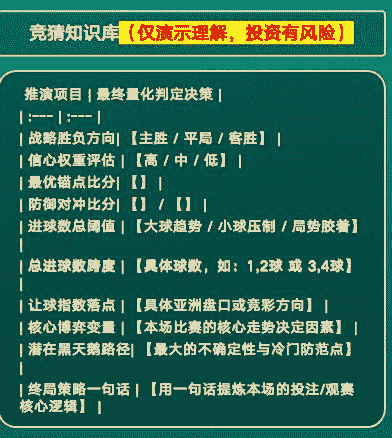 竞猜知识库（仅演示理解，投资有风险）
推演项目 | 最终量化判定决策 |
| :--- | :--- |
| 战略胜负方向| 【主胜 / 平局 / 客胜】 |
| 信心权重评估 | 【高 / 中 / 低】 |
| 最优锚点比分| 【】 |
| 防御对冲比分| 【】 / 【】 |
| 进球数总阈值 | 【大球趋势 / 小球压制 / 局势胶着】
|
| 总进球数跨度 | 【具体球数，如：1,2球 或 3,4球】
|
| 让球指数落点 | 【具体亚洲盘口或竞彩方向】 |
| 核心博弈变量 | 【本场比赛的核心走势决定因素】 |
| 潜在黑天鹅路径| 【最大的不确定性与冷门防范点】
|
| 终局策略一句话 | 【用一句话提炼本场的投注/观赛
核心逻辑】 |